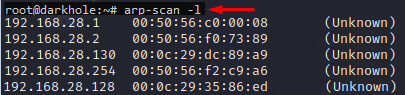 root@darkhole:~# arp-scan -l
192.168.28.1 00:50:56:c0:00:08 (Unknown)
192.168.28.2 00:50:56:f0:73:89 (Unknown)
192.168.28.130 00:0c:29:dc:89:a9 (Unknown)
192.168.28.254 00:50:56:f2:c9:a6 (Unknown)
192.168.28.128 00:0c:29:35:86:ed (Unknown)